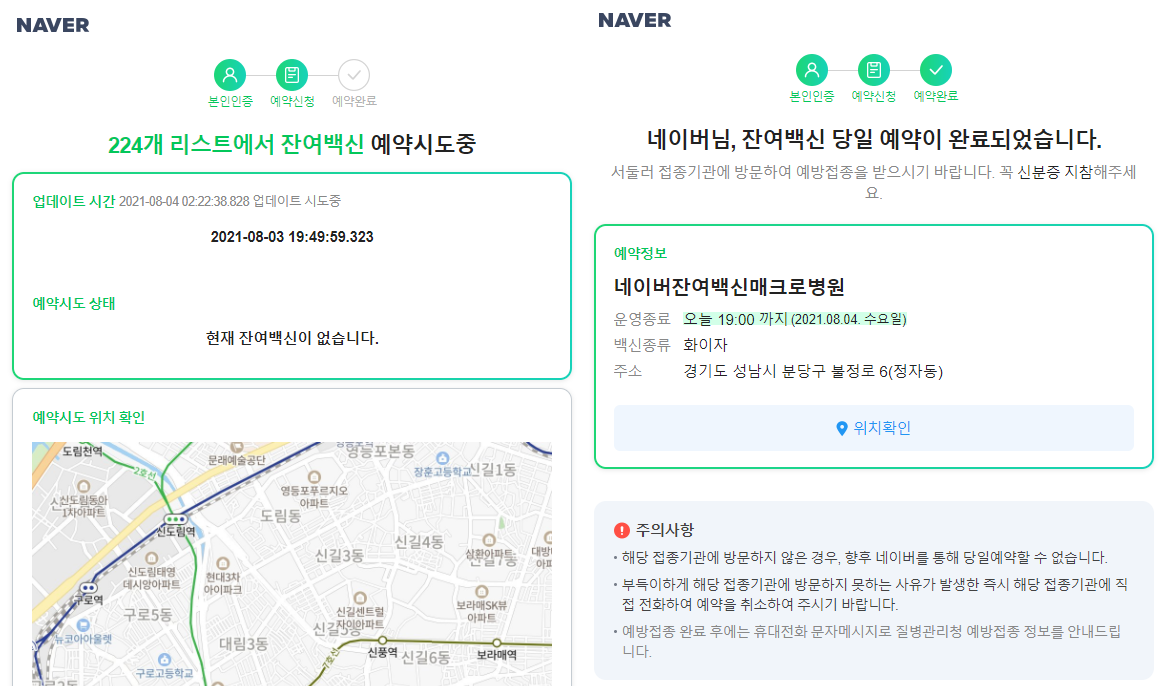 NAVER
본인인증
예약신청
예약완료
224개 리스트에서 잔여백신 예약시도중
업데이트 시간 2021-08-04 02:22:38.828 업데이트 시도중
2021-08-03 19:49:59.323
예약시도 상태
현재 잔여백신이 없습니다.
예약시도 위치 확인
도림천역
2호선
문래예술공단
영등포본동
장훈고등학교
신길1동
신도림동아
1차아파트
영등포푸르지오
아파트
도림동
신도림역
신길4동
신길3동
삼환아파트
신길7동
대방
신도림태영
데시앙아파트
현대3차
아이파크
구로역
구로5동
신길센트럴
자이아파트
신길5동
보라매SK뷰
아파트
뉴코아아울렛
대림3동
신풍역
신길6동
보라매역
7호선
구로고등학교
NAVER
본인인증
예약신청
예약완료
네이버님, 잔여백신 당일 예약이 완료되었습니다.
서둘러 접종기관에 방문하여 예방접종을 받으시기 바랍니다. 꼭 신분증 지참해주세
요.
예약정보
네이버잔여백신매크로병원
운영종료 오늘 19:00 까지 (2021.08.04. 수요일)
백신종류 화이자
주소 경기도 성남시 분당구 불정로 6(정자동)
위치확인
주의사항
· 해당 접종기관에 방문하지 않은 경우, 향후 네이버를 통해 당일예약할 수 없습니다.
· 부득이하게 해당 접종기관에 방문하지 못하는 사유가 발생한 즉시 해당 접종기관에 직
접 전화하여 예약을 취소하여 주시기 바랍니다.
· 예방접종 완료 후에는 휴대전화 문자메시지로 질병관리청 예방접종 정보를 안내드립
니다.